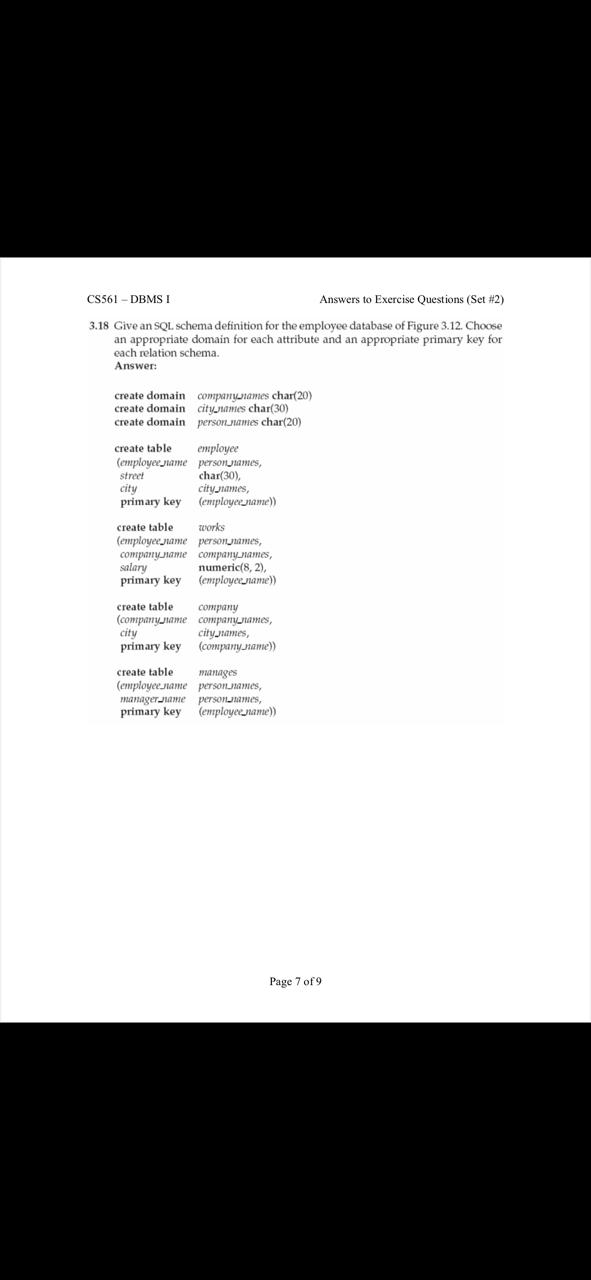 CS561 – DBMS I Answers to Exercise Questions (Set #2)
3.18 Give an SQL schema definition for the employee database of Figure 3.12. Choose
an appropriate domain for each attribute and an appropriate primary key for
each relation schema.
Answer:
create domain company_names char(20)
create domain city_names char(30)
create domain person_names char(20)
create table employee
(employee_name person_names,
street char(30),
city city_names,
primary key (employee_name))
create table works
(employee_name person_names,
company_name company_names,
salary numeric(8, 2),
primary key (employee_name))
create table company
(company_name company_names,
city city_names,
primary key (company_name))
create table manages
(employee_name person_names,
manager_name person_names,
primary key (employee_name))
Page 7 of 9